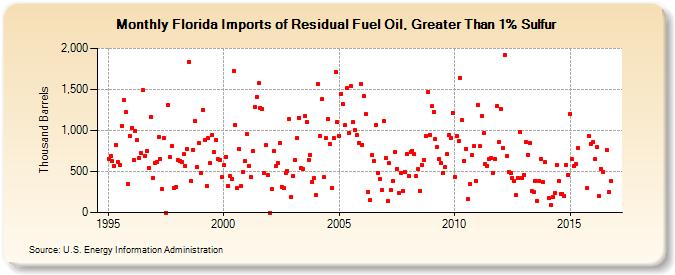 Monthly Florida Imports of Residual Fuel Oil, Greater Than 1% Sulfur
Thousand Barrels
2,000
1,500
1,000
500
0
1995 2000 2005 2010 2015
Source: U.S. Energy Information Administration